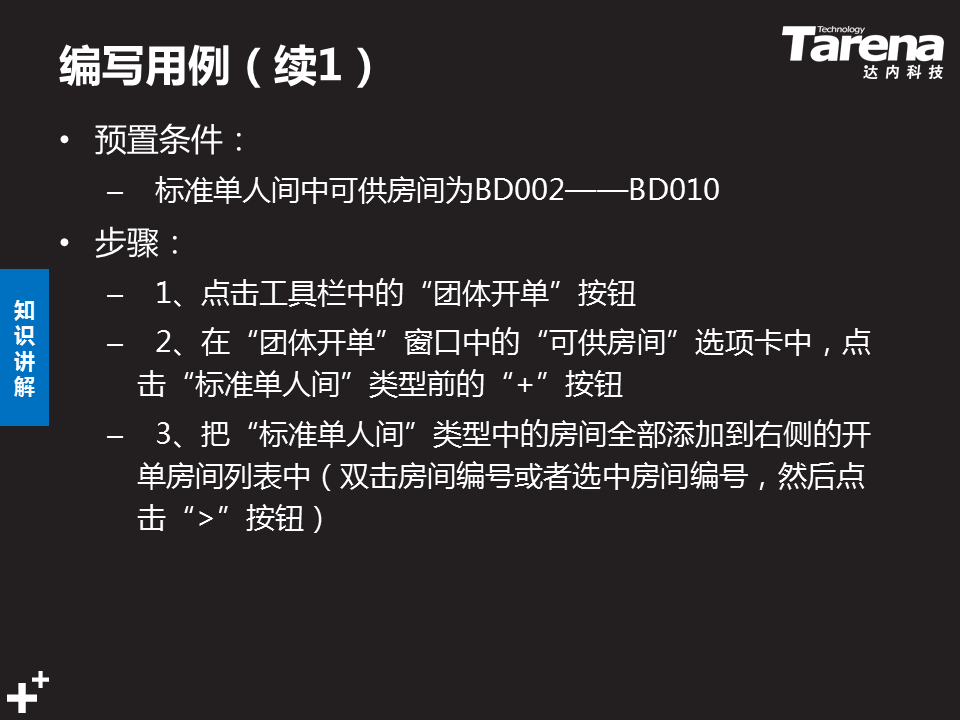 编写用例（续1）
Technology
Tarena
达内科技
• 预置条件：
– 标准单人间中可供房间为BD002——BD010
• 步骤：
– 1、点击工具栏中的“团体开单”按钮
– 2、在“团体开单”窗口中的“可供房间”选项卡中，点
击“标准单人间”类型前的“+”按钮
– 3、把“标准单人间”类型中的房间全部添加到右侧的开
单房间列表中（双击房间编号或者选中房间编号，然后点
击“>”按钮）
知
识
讲
解